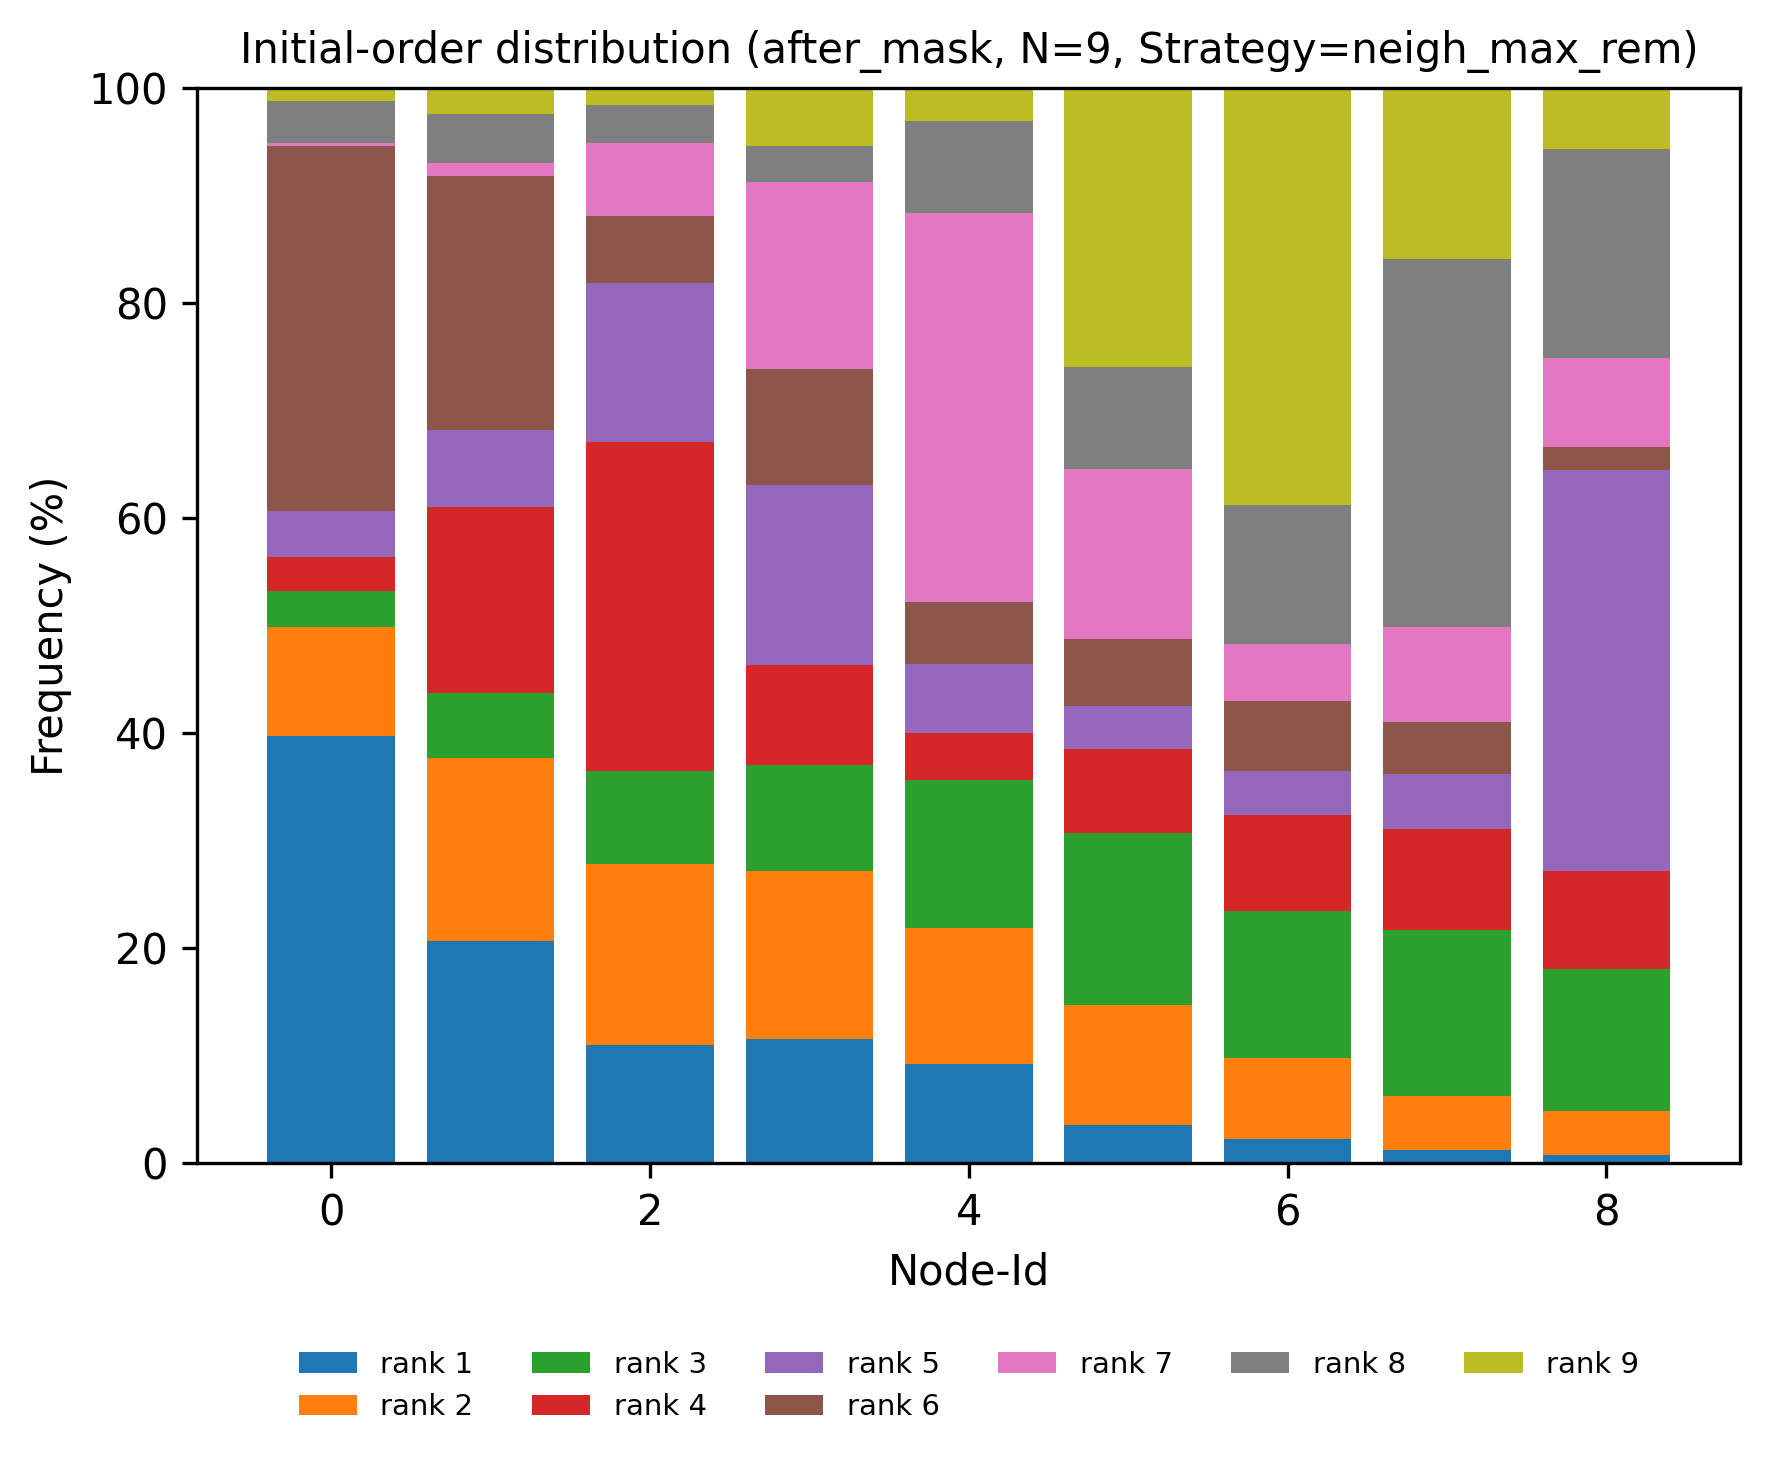 Initial-order distribution (after_mask, N=9, Strategy=neigh_max_rem)
100
80
60
40
20
0
Frequency (%)
0 2 4 6 8
Node-Id
rank 1 rank 3 rank 5 rank 7 rank 8 rank 9
rank 2 rank 4 rank 6